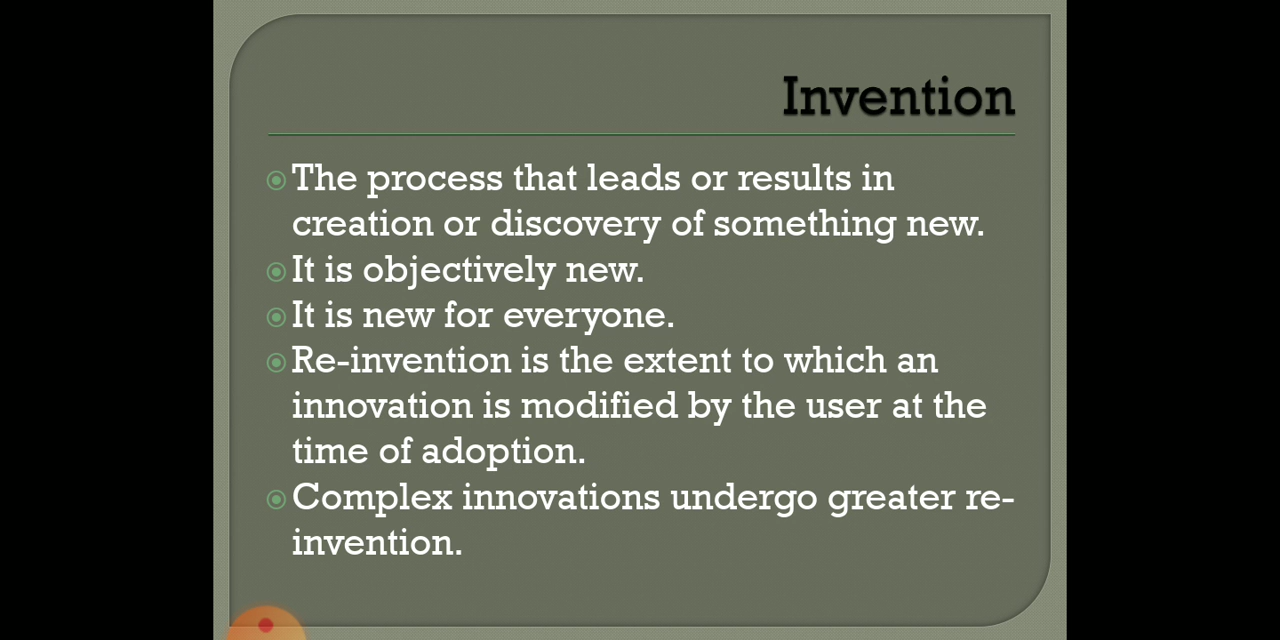 Invention
The process that leads or results in
creation or discovery of something new.
It is objectively new.
It is new for everyone.
Re-invention is the extent to which an
innovation is modified by the user at the
time of adoption.
Complex innovations undergo greater re-
invention.